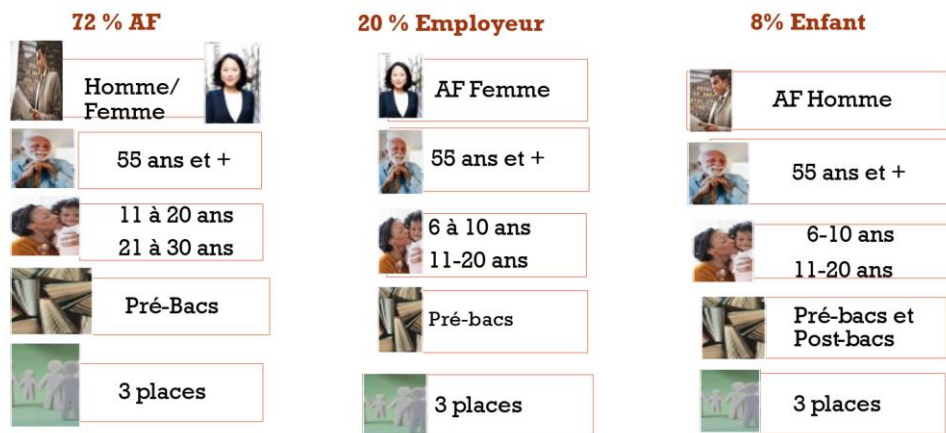 72 % AF
Homme/
Femme
55 ans et +
11 à 20 ans
21 à 30 ans
Pré-Bacs
3 places
20 % Employeur
AF Femme
55 ans et +
6 à 10 ans
11-20 ans
Pré-bacs
3 places
8% Enfant
AF Homme
55 ans et +
6-10 ans
11-20 ans
Pré-bacs et
Post-bacs
3 places